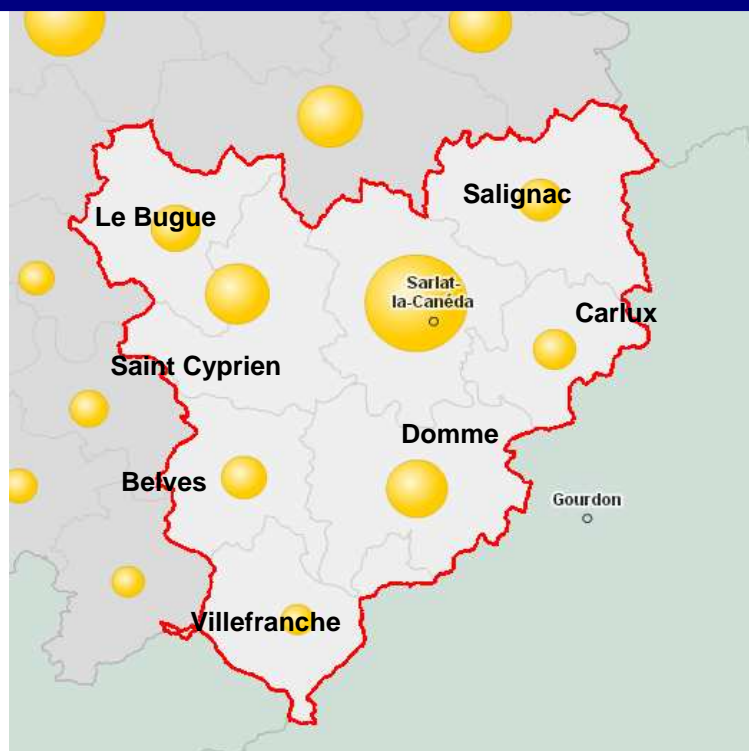 Salignac
Le Bugue
Sarlat-
la-Canéda
Carlux
Saint Cyprien
Domme
Belves
Gourdon
Villefranche